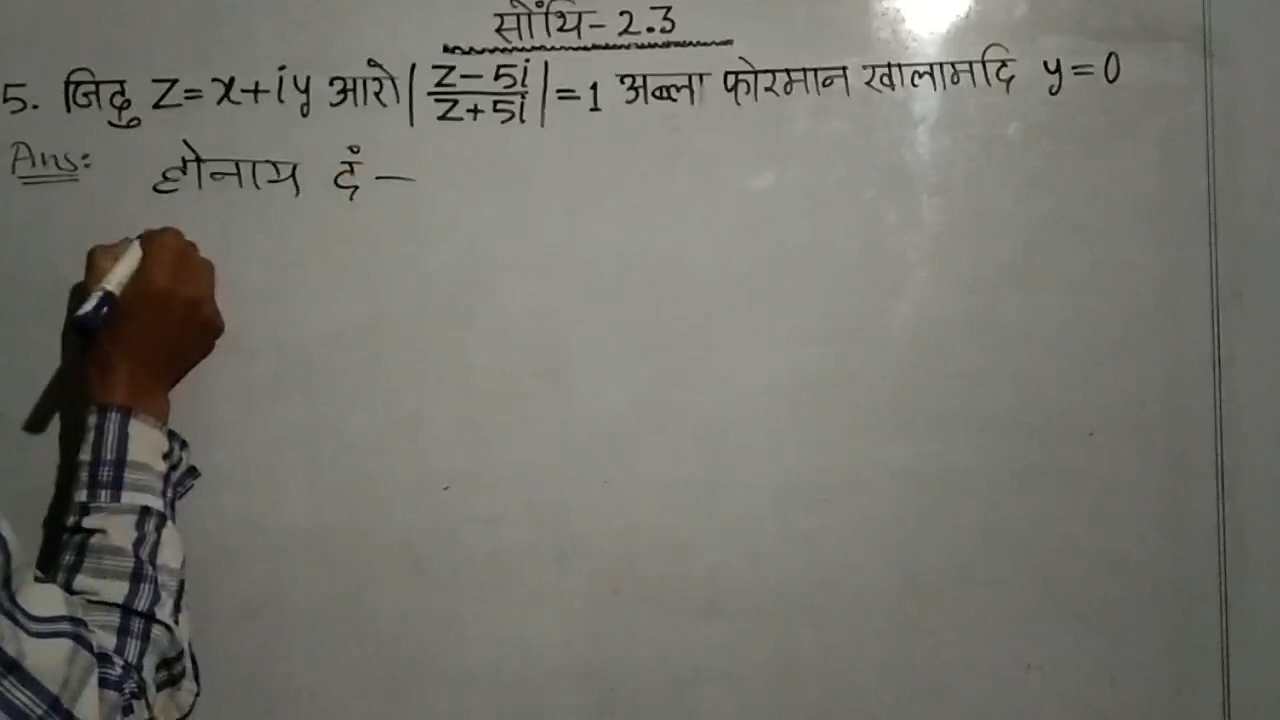 सोंथि- 2.3
5. जिदु z=x+iy आरो |z-5i/z+5i|=1 अब्ला फोरमान खालामदि y=0
Ans: होनाय दं-